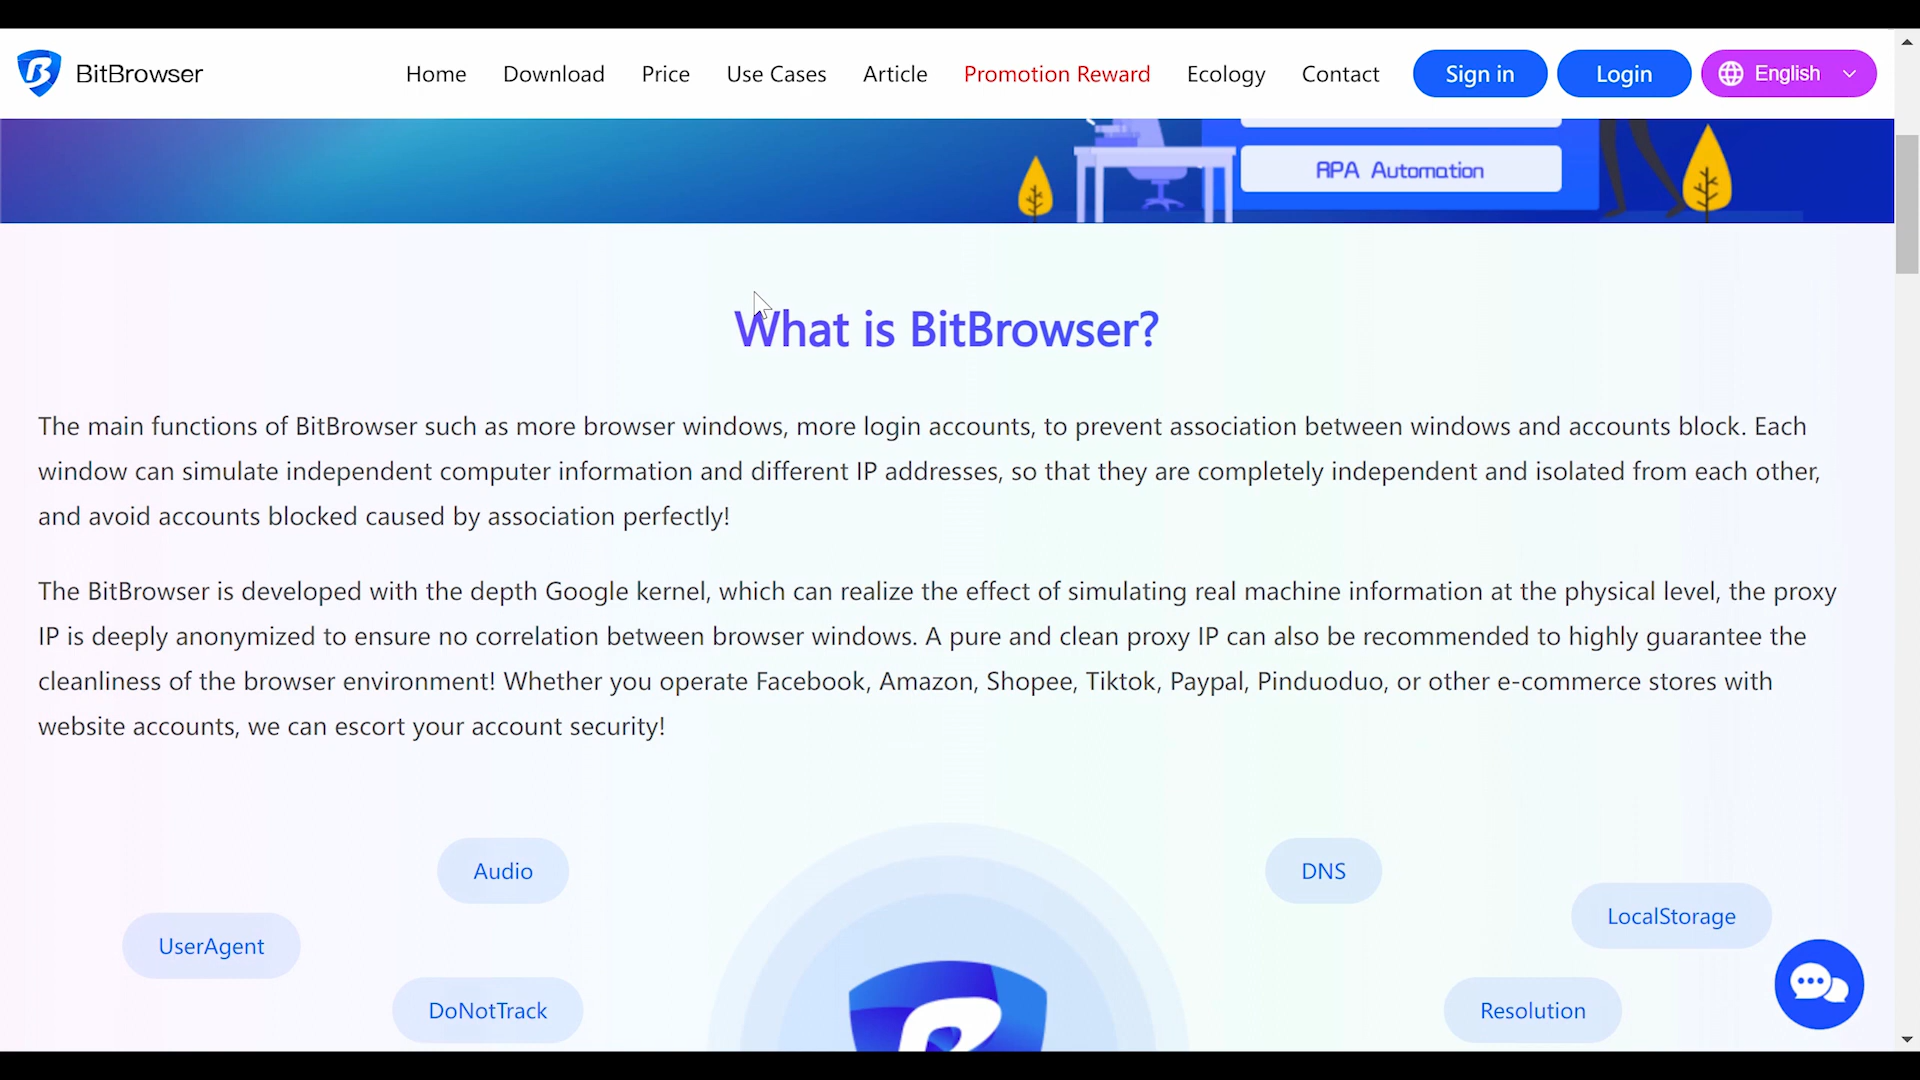 BitBrowser
Home Download Price Use Cases Article Promotion Reward Ecology Contact Sign in Login English
RPA Automation
What is BitBrowser?
The main functions of BitBrowser such as more browser windows, more login accounts, to prevent association between windows and accounts block. Each
window can simulate independent computer information and different IP addresses, so that they are completely independent and isolated from each other,
and avoid accounts blocked caused by association perfectly!
The BitBrowser is developed with the depth Google kernel, which can realize the effect of simulating real machine information at the physical level, the proxy
IP is deeply anonymized to ensure no correlation between browser windows. A pure and clean proxy IP can also be recommended to highly guarantee the
cleanliness of the browser environment! Whether you operate Facebook, Amazon, Shopee, Tiktok, Paypal, Pinduoduo, or other e-commerce stores with
website accounts, we can escort your account security!
Audio
DNS
LocalStorage
UserAgent
DoNotTrack
Resolution